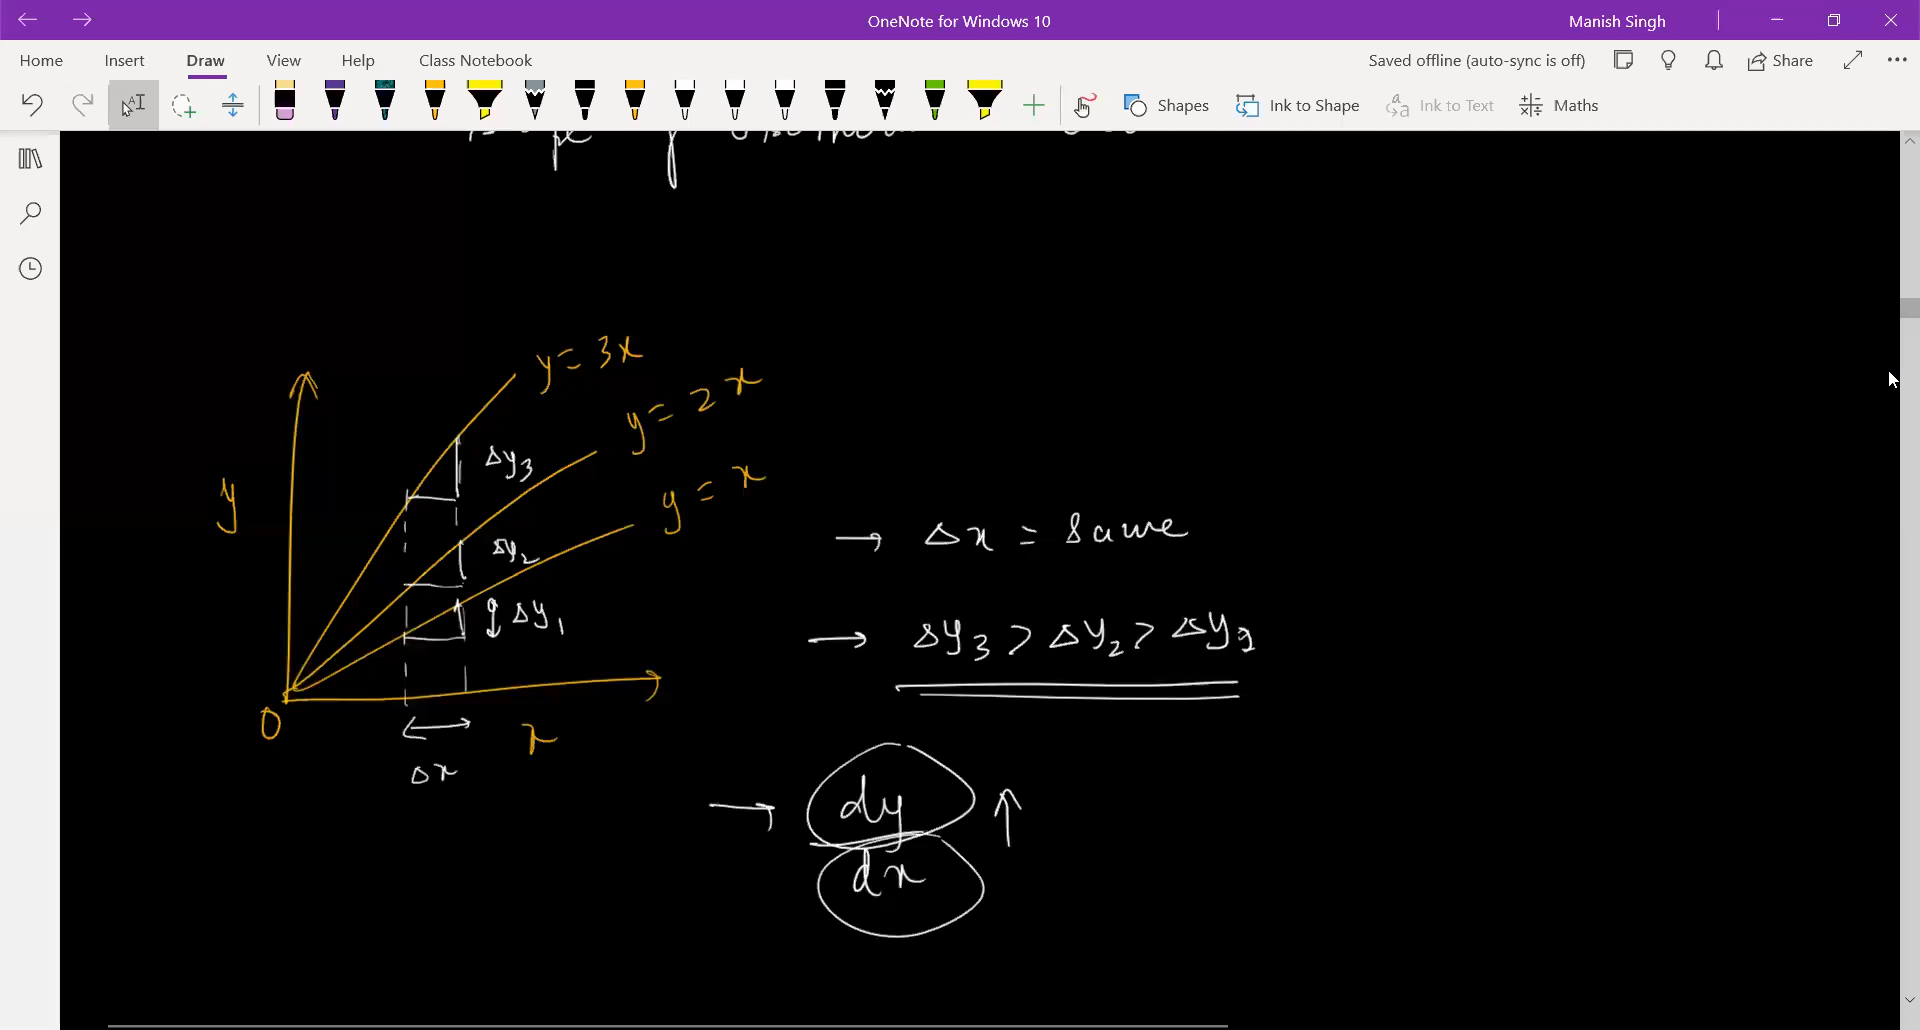 OneNote for Windows 10
Manish Singh
Home Insert Draw View Help Class Notebook
Saved offline (auto-sync is off) Share
Shapes Ink to Shape Ink to Text Maths
y = 3x
y = 2x
y = x
y
Δy3
Δy2
Δy1
O
x
Δx
→ Δx = Same
→ Δy3 > Δy2 > Δy2
→ dy ↑
dx